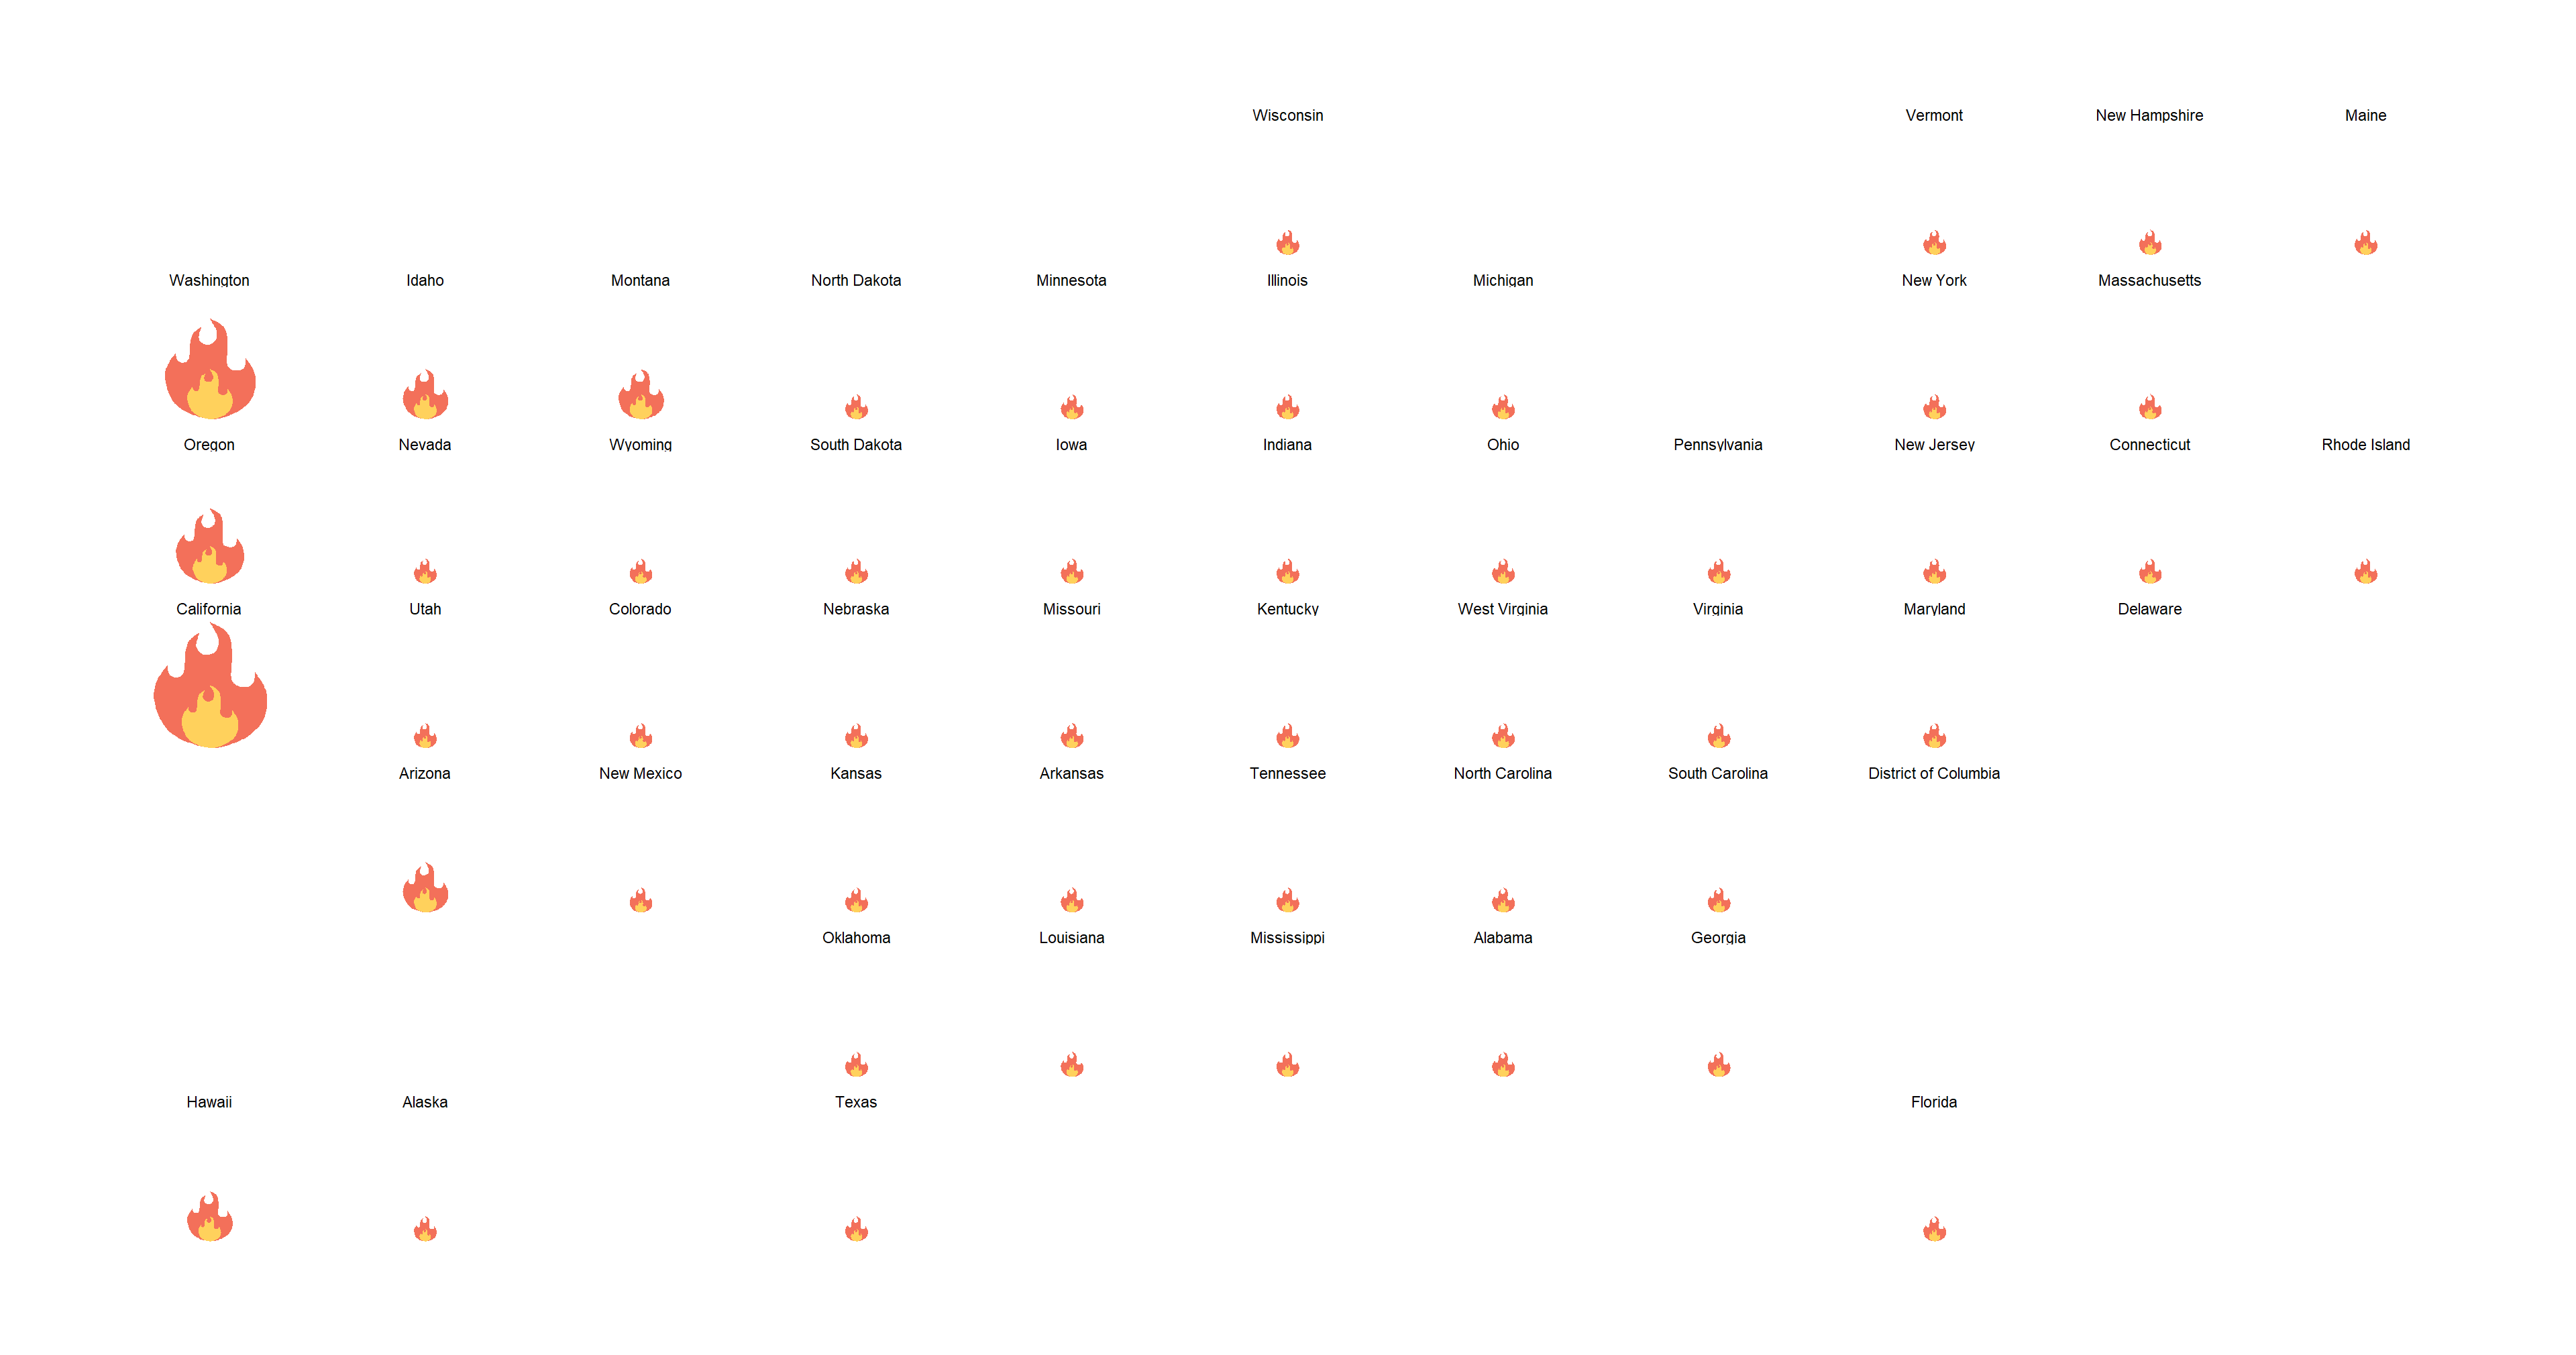 Wisconsin Vermont New Hampshire Maine
Washington Idaho Montana North Dakota Minnesota Illinois Michigan New York Massachusetts
Oregon Nevada Wyoming South Dakota Iowa Indiana Ohio Pennsylvania New Jersey Connecticut Rhode Island
California Utah Colorado Nebraska Missouri Kentucky West Virginia Virginia Maryland Delaware
Arizona New Mexico Kansas Arkansas Tennessee North Carolina South Carolina District of Columbia
Oklahoma Louisiana Mississippi Alabama Georgia
Hawaii Alaska Texas Florida